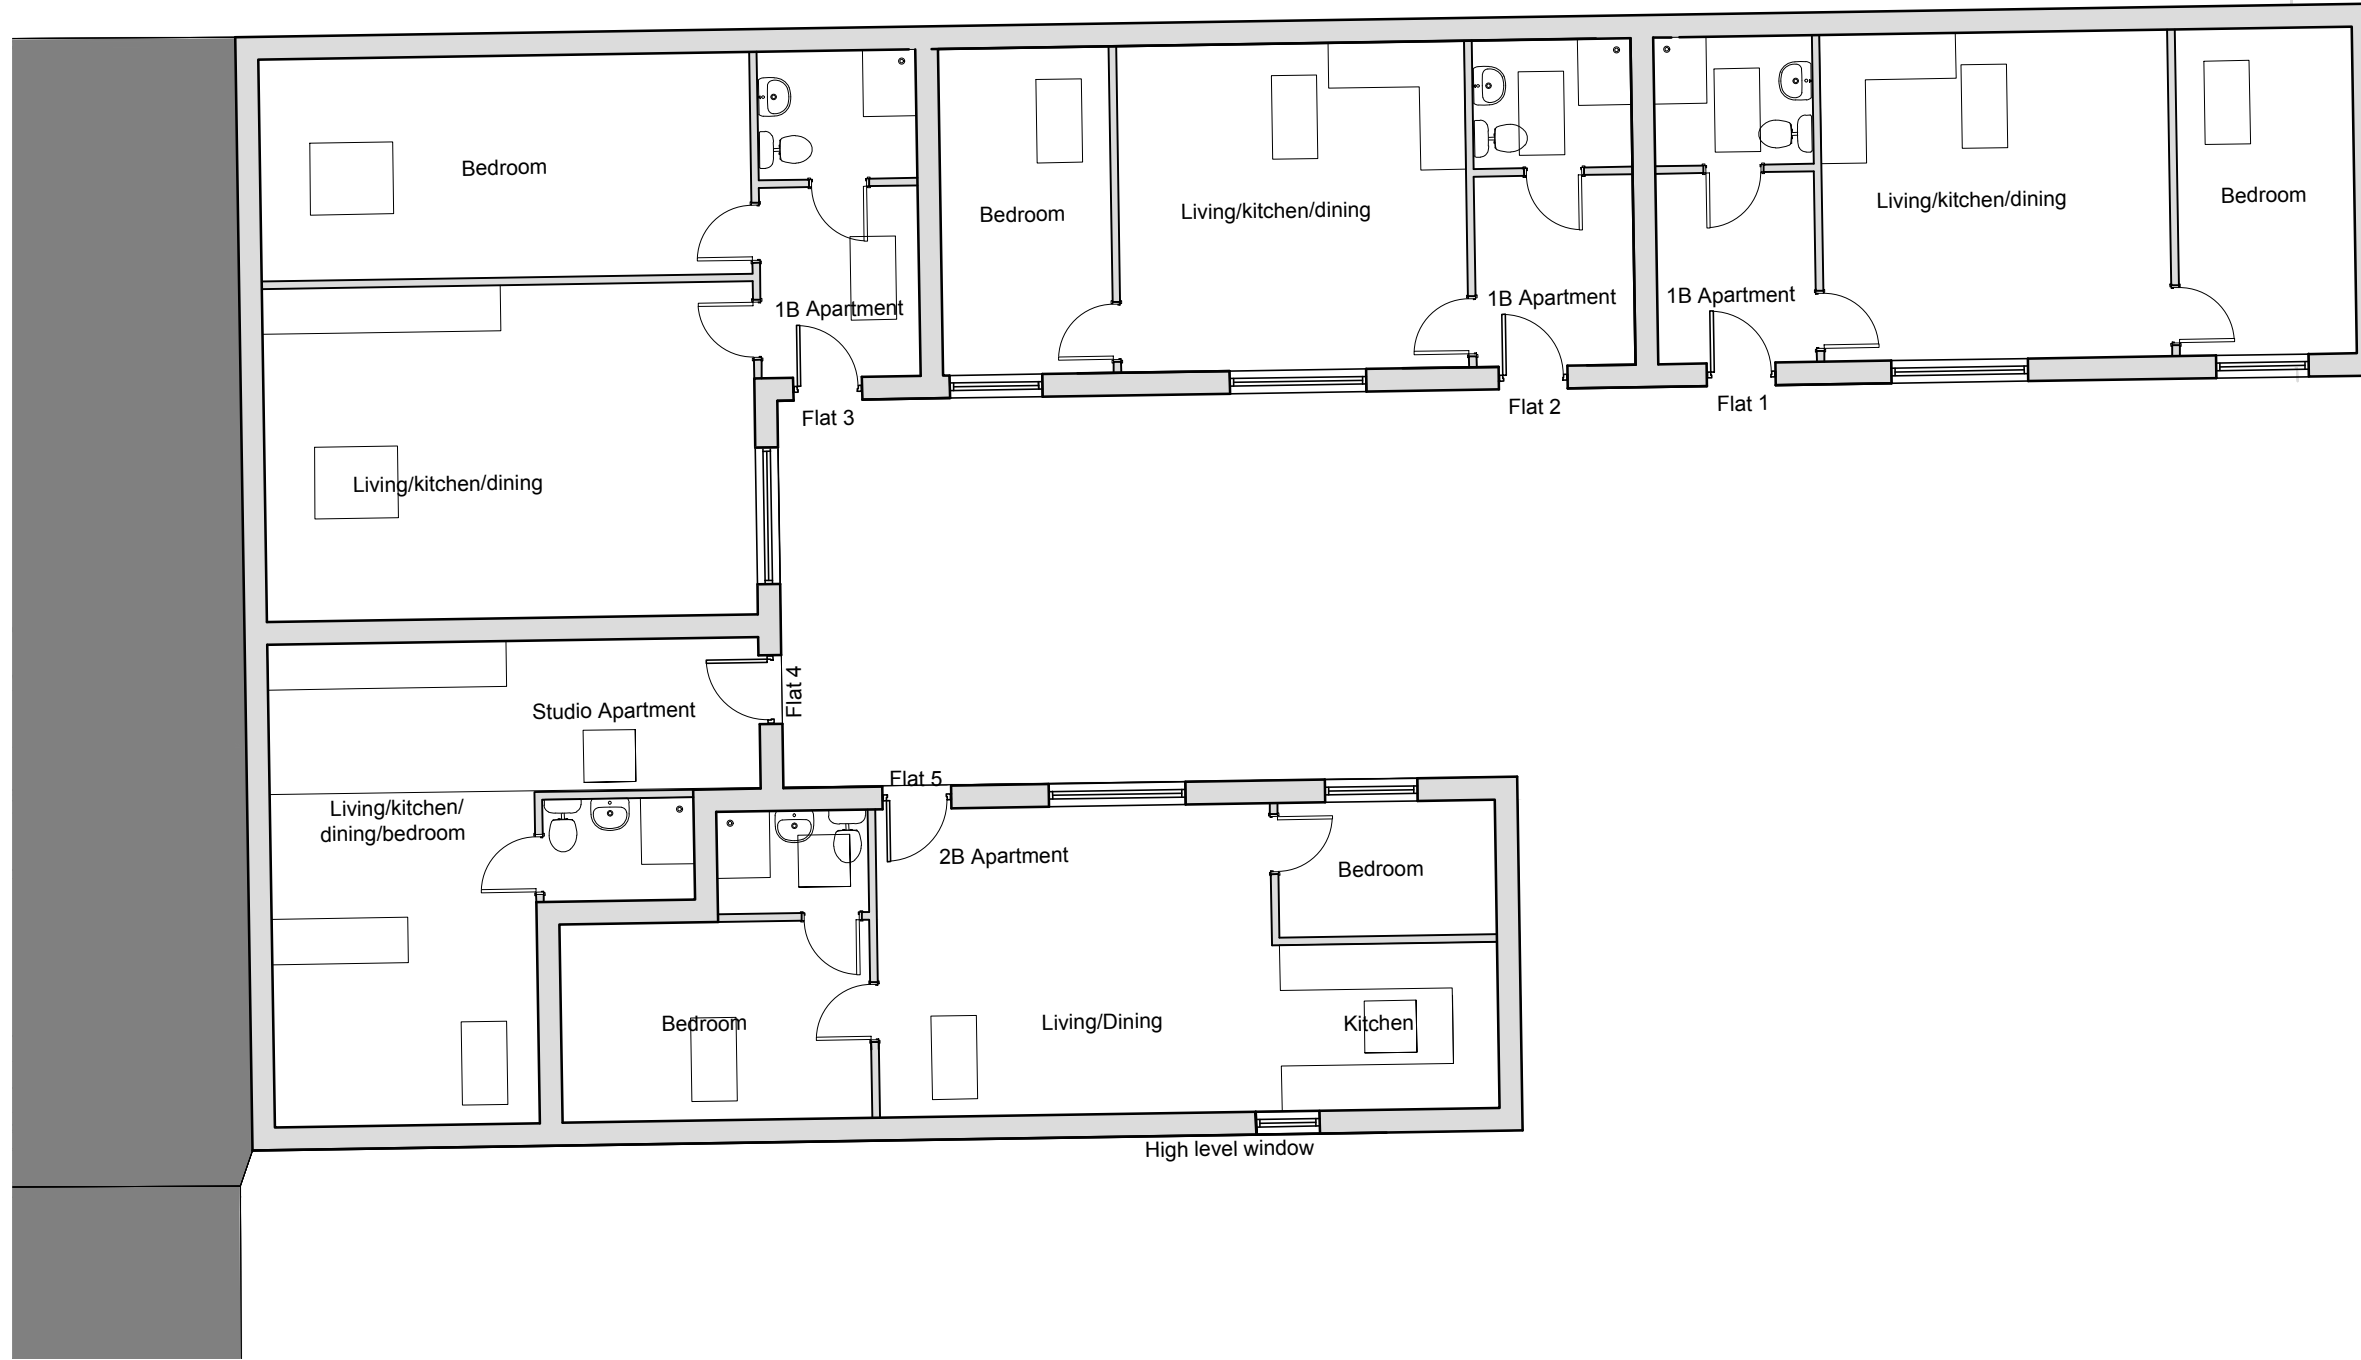 Bedroom
Bedroom
Living/kitchen/dining
Living/kitchen/dining
Bedroom
1B Apartment
1B Apartment
1B Apartment
Flat 3
Flat 2
Flat 1
Living/kitchen/dining
Flat 4
Studio Apartment
Flat 5
Living/kitchen/
dining/bedroom
2B Apartment
Bedroom
Bedroom
Living/Dining
Kitchen
High level window